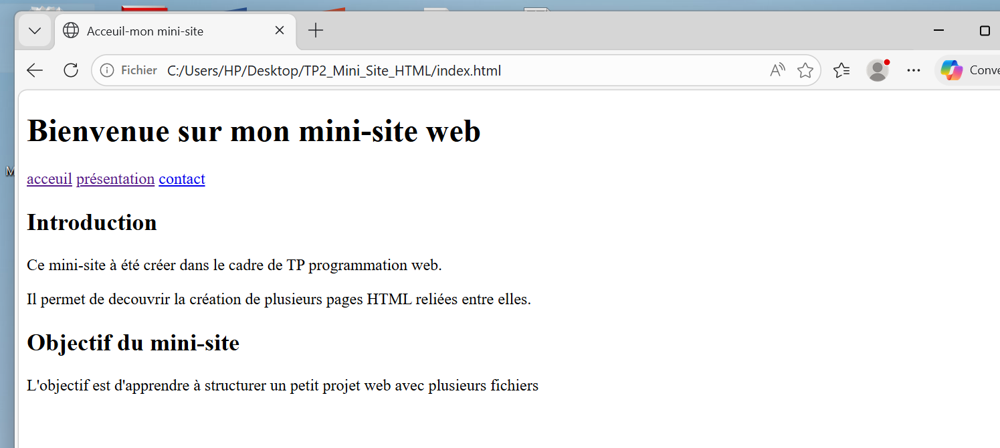 Acceuil-mon mini-site
Fichier C:/Users/HP/Desktop/TP2_Mini_Site_HTML/index.html
Conve
Bienvenue sur mon mini-site web
acceuil présentation contact
M
Introduction
Ce mini-site à été créer dans le cadre de TP programmation web.
Il permet de decouvrir la création de plusieurs pages HTML reliées entre elles.
Objectif du mini-site
L'objectif est d'apprendre à structurer un petit projet web avec plusieurs fichiers